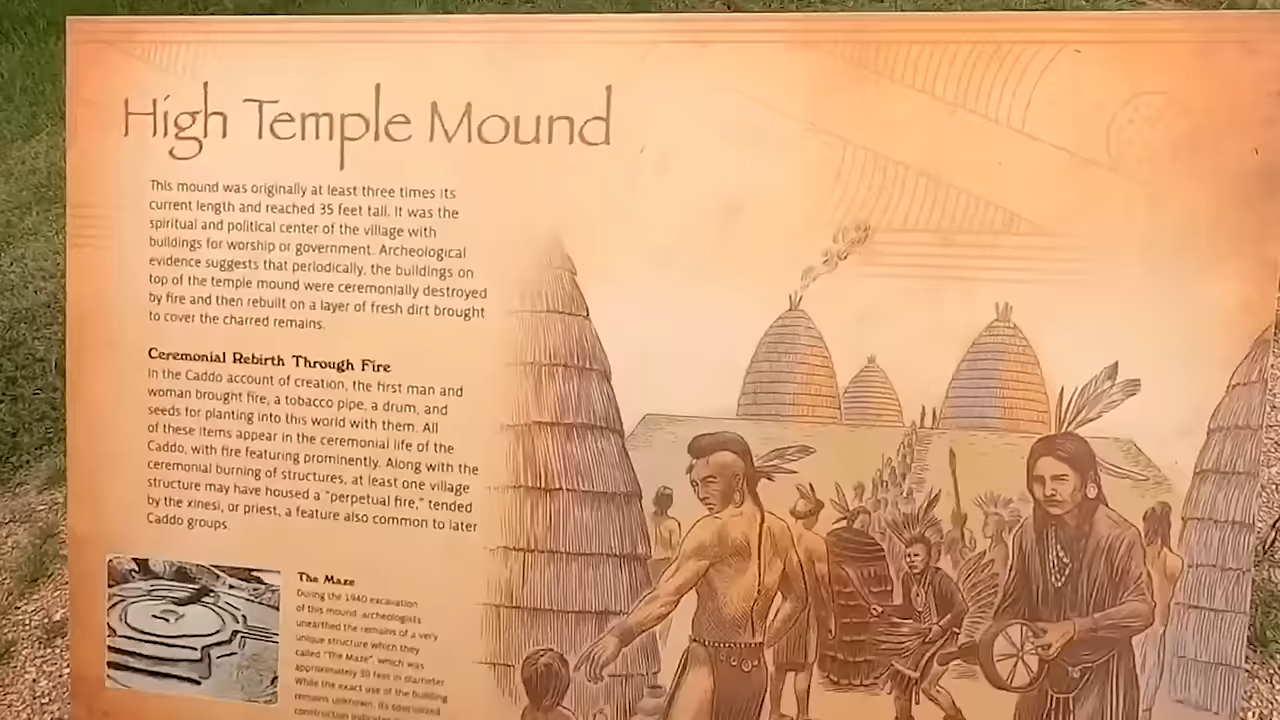 High Temple Mound
This mound was originally at least three times its
current length and reached 35 feet tall. It was the
spiritual and political center of the village with
buildings for worship or government. Archeological
evidence suggests that periodically, the buildings on
top of the temple mound were ceremonially destroyed
by fire and then rebuilt on a layer of fresh dirt brought
to cover the charred remains.
Ceremonial Rebirth Through Fire
In the Caddo account of creation, the first man and
woman brought fire, a tobacco pipe, a drum, and
seeds for planting into this world with them. All
of these items appear in the ceremonial life of the
Caddo, with fire featuring prominently. Along with the
ceremonial burning of structures, at least one village
structure may have housed a "perpetual fire," tended
by the xinesi, or priest, a feature also common to later
Caddo groups.
The Maze
During the 1940 excavation
of this mound, archeologists
unearthed the remains of a very
unique structure which they
called "The Maze", which was
approximately 30 feet in diameter.
While the exact use of the building
remains unknown, its specialized
construction